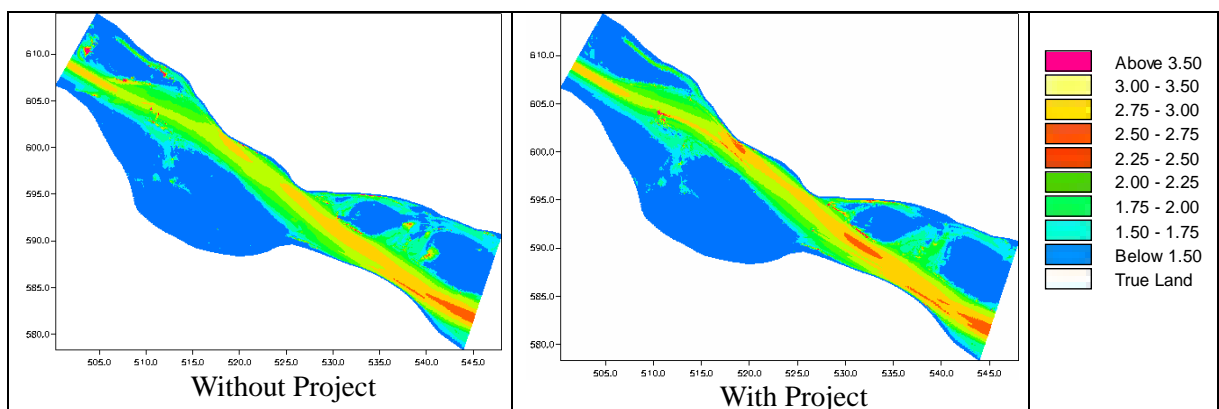 610.0
605.0
600.0
595.0
590.0
585.0
580.0
505.0 510.0 515.0 520.0 525.0 530.0 535.0 540.0 545.0
Without Project
610.0
605.0
600.0
595.0
590.0
585.0
580.0
505.0 510.0 515.0 520.0 525.0 530.0 535.0 540.0 545.0
With Project
Above 3.50
3.00 - 3.50
2.75 - 3.00
2.50 - 2.75
2.25 - 2.50
2.00 - 2.25
1.75 - 2.00
1.50 - 1.75
Below 1.50
True Land